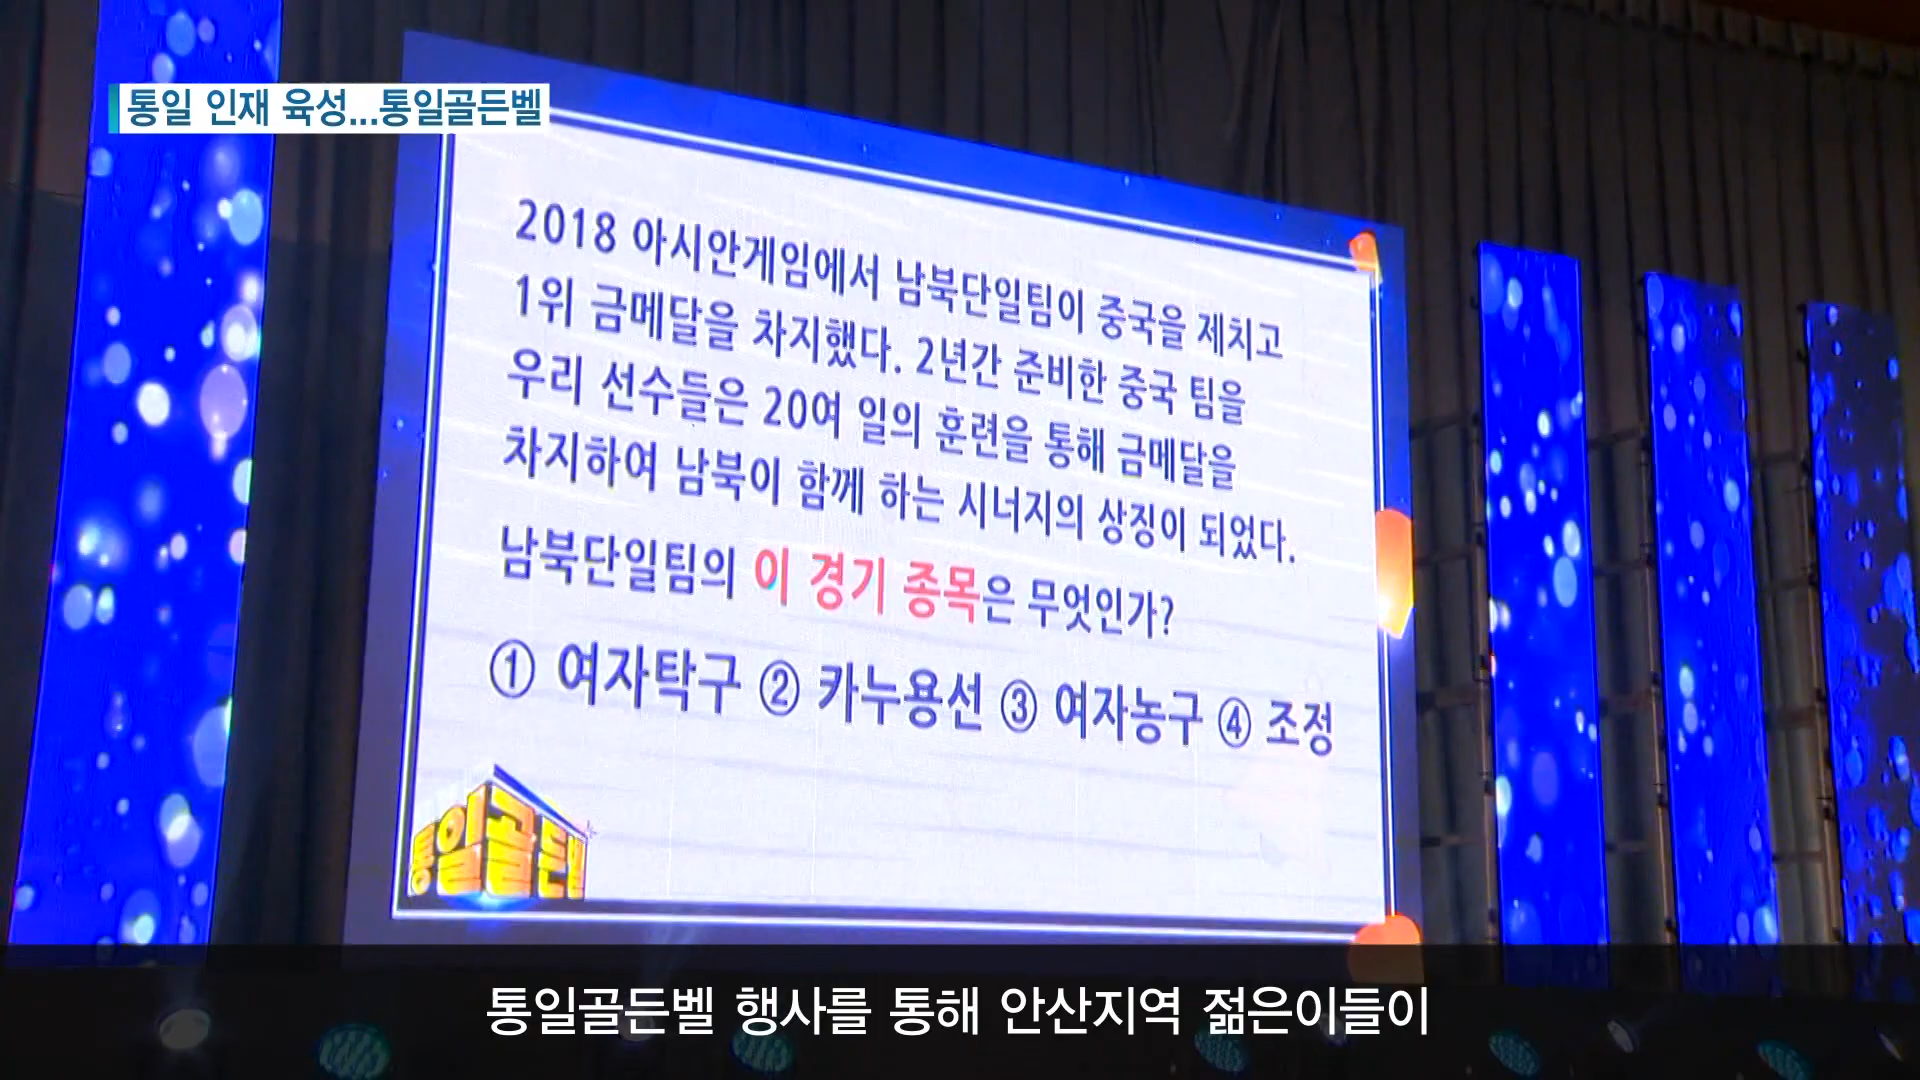 통일 인재 육성...통일골든벨
2018 아시안게임에서 남북단일팀이 중국을 제치고
1위 금메달을 차지했다. 2년간 준비한 중국 팀을
우리 선수들은 20여 일의 훈련을 통해 금메달을
차지하여 남북이 함께 하는 시너지의 상징이 되었다.
남북단일팀의 이 경기 종목은 무엇인가?
① 여자탁구 ② 카누용선 ③ 여자농구 ④ 조정
통일골든벨
통일골든벨 행사를 통해 안산지역 젊은이들이